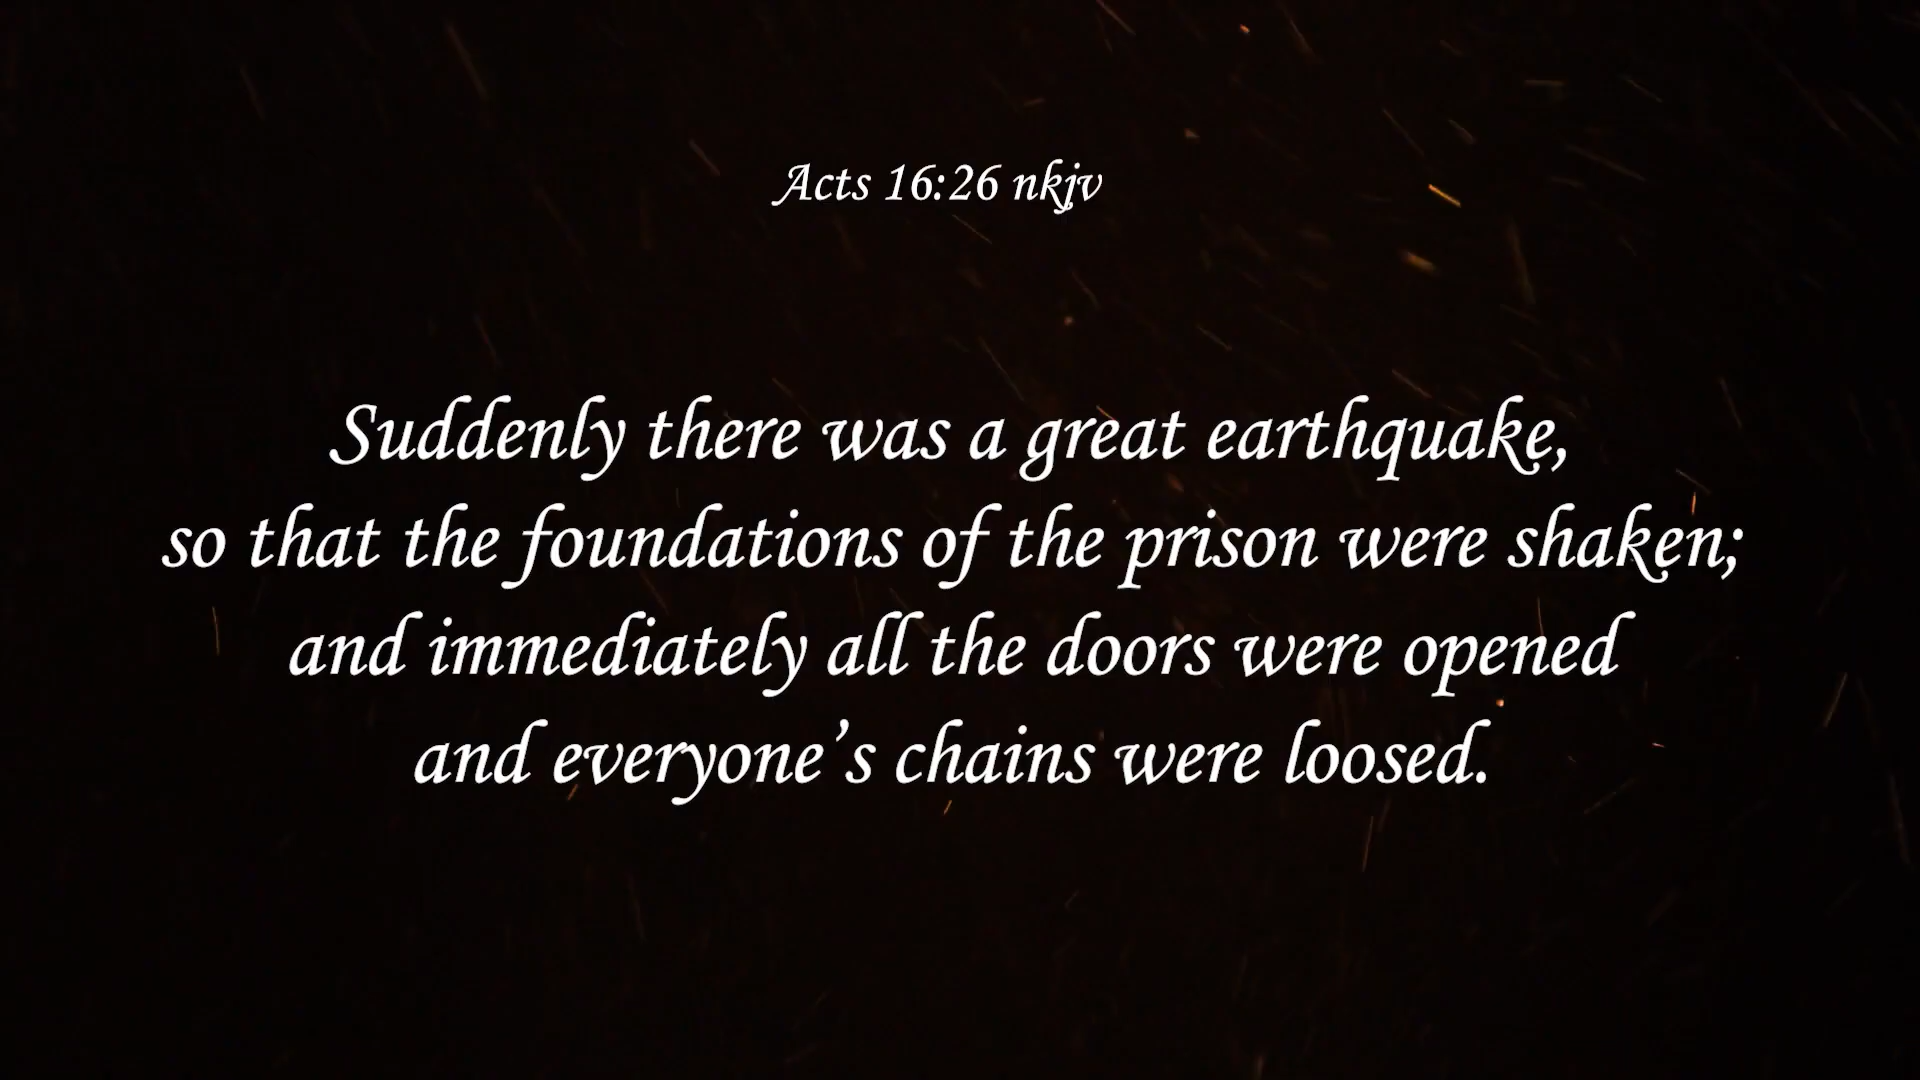 Acts 16:26 nkjv
Suddenly there was a great earthquake,
so that the foundations of the prison were shaken;
and immediately all the doors were opened
and everyone’s chains were loosed.